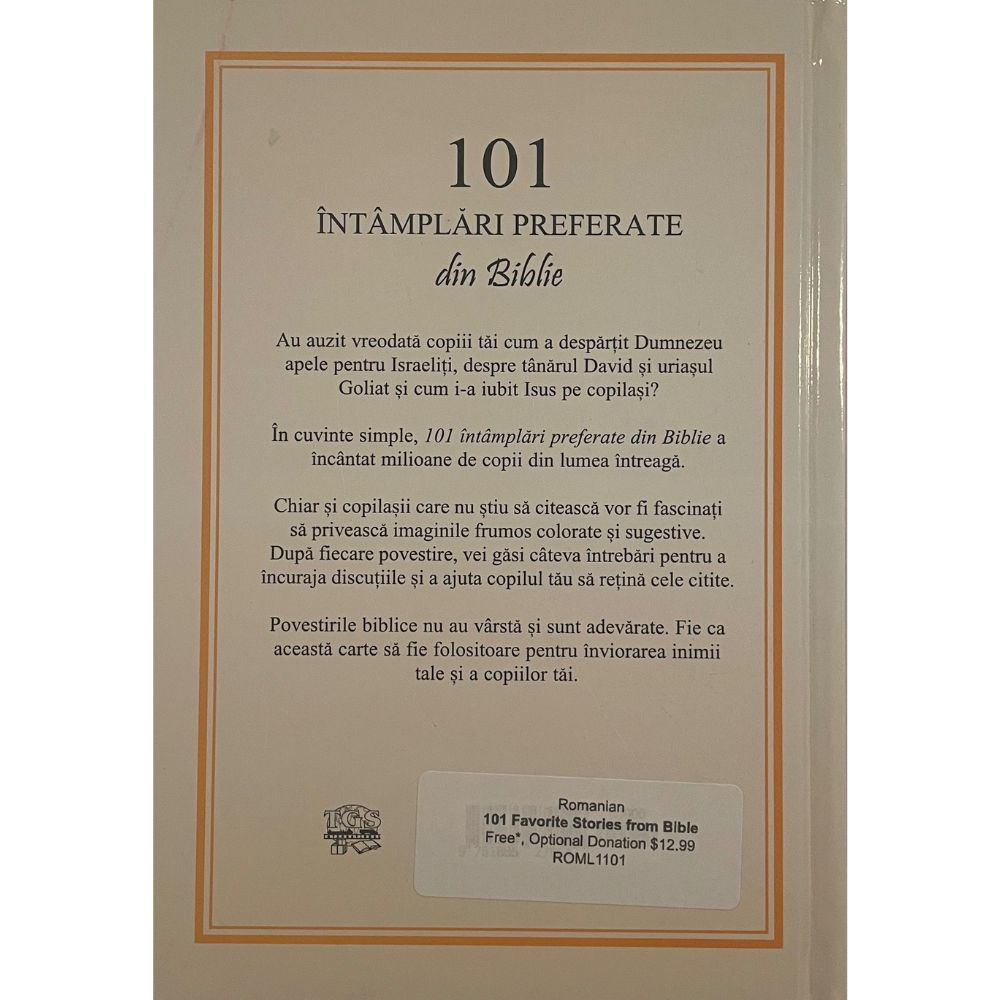 101
ÎNTÂMPLĂRI PREFERATE
din Biblie
Au auzit vreodată copiii tăi cum a despărțit Dumnezeu
apele pentru Israeliți, despre tânărul David și uriașul
Goliat și cum i-a iubit Isus pe copilași?
În cuvinte simple, 101 întâmplări preferate din Biblie a
încântat milioane de copii din lumea întreagă.
Chiar și copilașii care nu știu să citească vor fi fascinați
să privească imaginile frumos colorate și sugestive.
După fiecare povestire, vei găsi câteva întrebări pentru a
încuraja discuțiile și a ajuta copilul tău să rețină cele citite.
Povestirile biblice nu au vârstă și sunt adevărate. Fie ca
această carte să fie folositoare pentru înviorarea inimii
tale și a copiilor tăi.
TGS
Romanian
101 Favorite Stories from Bible
Free*, Optional Donation $12.99
ROML1101